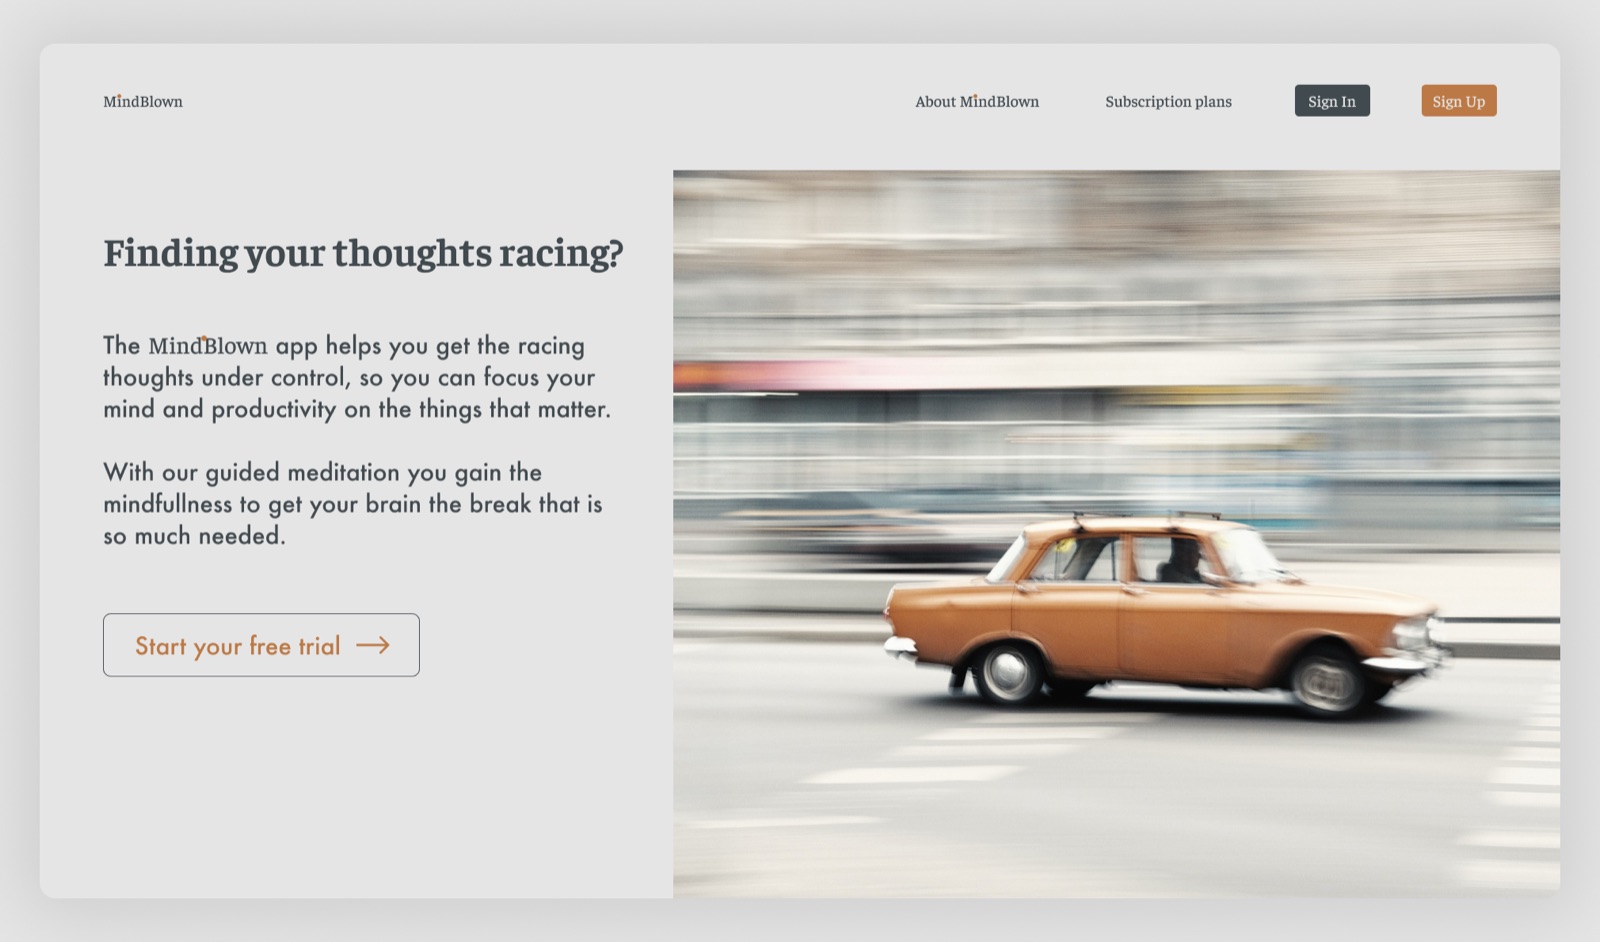 MindBlown
About MindBlown
Subscription plans
Sign In
Sign Up
Finding your thoughts racing?
The MindBlown app helps you get the racing
thoughts under control, so you can focus your
mind and productivity on the things that matter.
With our guided meditation you gain the
mindfullness to get your brain the break that is
so much needed.
Start your free trial